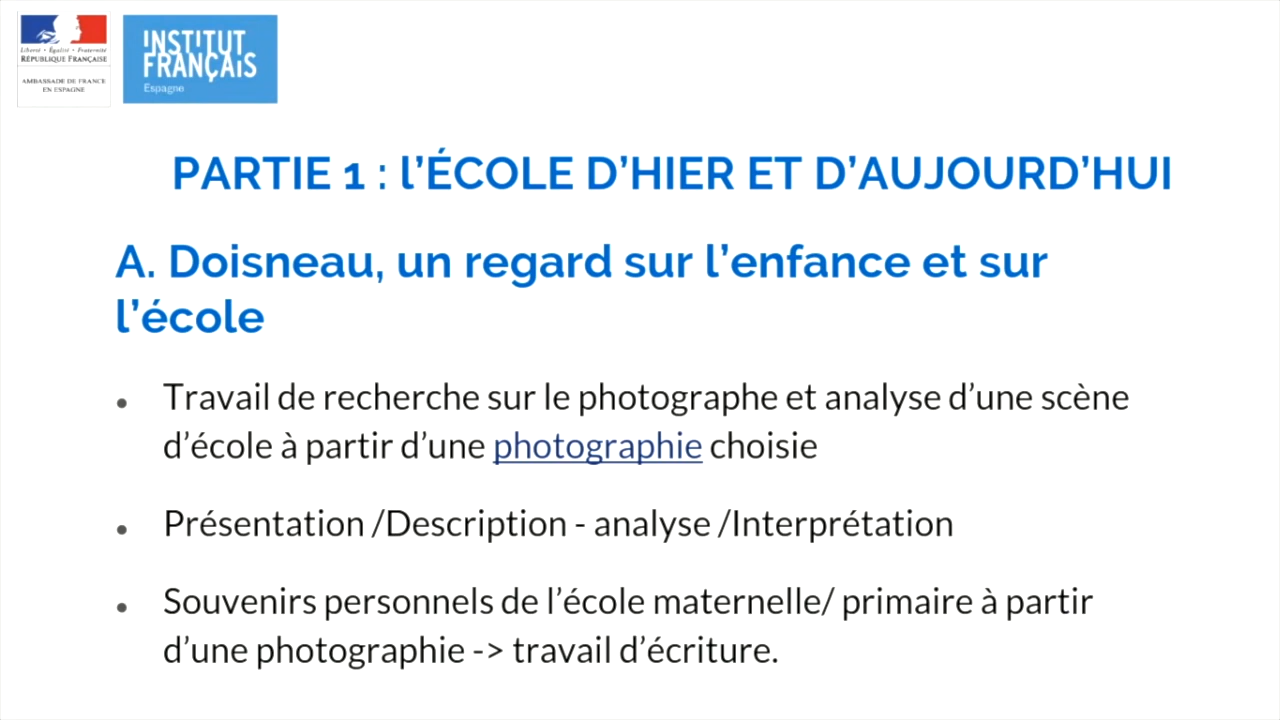 Liberté • Égalité • Fraternité
RÉPUBLIQUE FRANÇAISE
AMBASSADE DE FRANCE
EN ESPAGNE
INSTITUT
FRANÇAIS
Espagne
PARTIE 1 : l’ÉCOLE D’HIER ET D’AUJOURD’HUI
A. Doisneau, un regard sur l’enfance et sur
l’école
● Travail de recherche sur le photographe et analyse d’une scène
d’école à partir d’une photographie choisie
● Présentation /Description - analyse /Interprétation
● Souvenirs personnels de l’école maternelle/ primaire à partir
d’une photographie -> travail d’écriture.